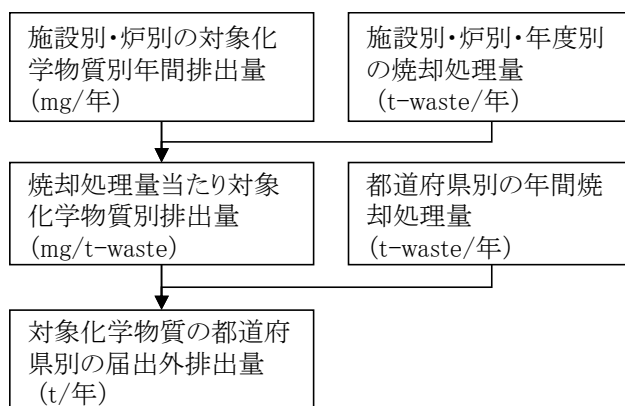 施設別・炉別の対象化
学物質別年間排出量
(mg/年)
施設別・炉別・年度別
の焼却処理量
(t-waste/年)
焼却処理量当たり対象
化学物質別排出量
(mg/t-waste)
都道府県別の年間焼
却処理量
(t-waste/年)
対象化学物質の都道府
県別の届出外排出量
(t/年)